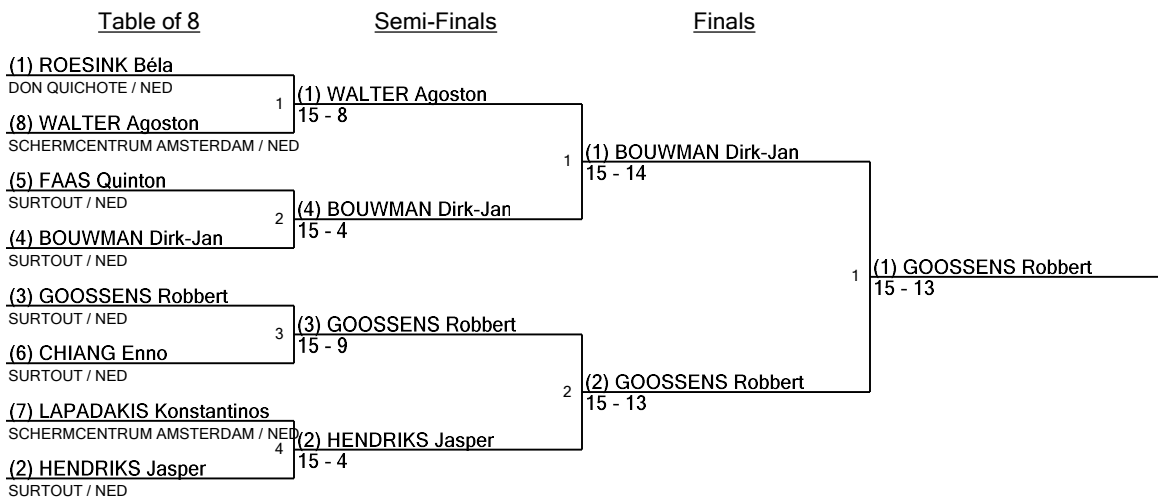 Table of 8
Semi-Finals
Finals
(1) ROESINK Béla
DON QUICHOTE / NED
1
(1) WALTER Agoston
15 - 8
(8) WALTER Agoston
SCHERMCENTRUM AMSTERDAM / NED
1
(1) BOUWMAN Dirk-Jan
15 - 14
(5) FAAS Quinton
SURTOUT / NED
2
(4) BOUWMAN Dirk-Jan
15 - 4
(4) BOUWMAN Dirk-Jan
SURTOUT / NED
1
(1) GOOSSENS Robbert
15 - 13
(3) GOOSSENS Robbert
SURTOUT / NED
3
(3) GOOSSENS Robbert
15 - 9
(6) CHIANG Enno
SURTOUT / NED
2
(2) GOOSSENS Robbert
15 - 13
(7) LAPADAKIS Konstantinos
SCHERMCENTRUM AMSTERDAM / NED
4
(2) HENDRIKS Jasper
15 - 4
(2) HENDRIKS Jasper
SURTOUT / NED